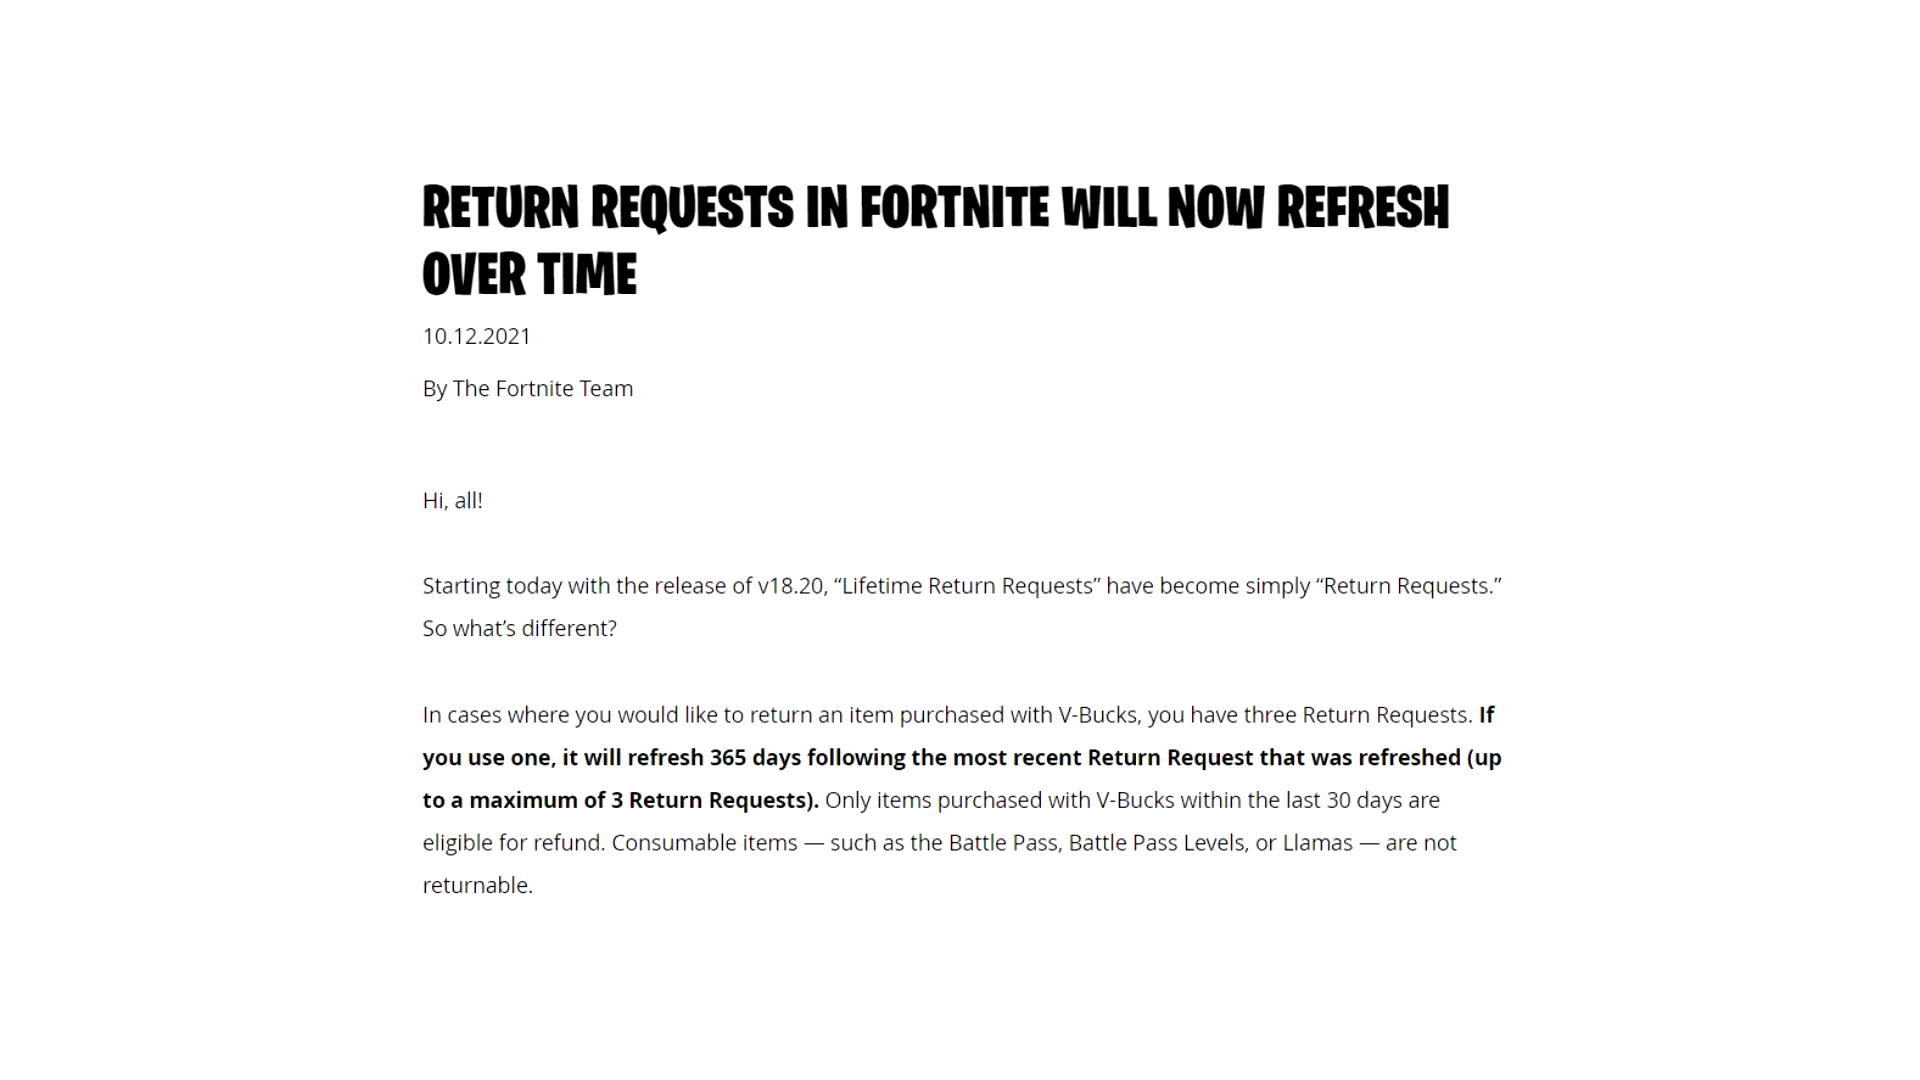 RETURN REQUESTS IN FORTNITE WILL NOW REFRESH
OVER TIME
10.12.2021
By The Fortnite Team
Hi, all!
Starting today with the release of v18.20, “Lifetime Return Requests” have become simply “Return Requests.”
So what’s different?
In cases where you would like to return an item purchased with V-Bucks, you have three Return Requests. If
you use one, it will refresh 365 days following the most recent Return Request that was refreshed (up
to a maximum of 3 Return Requests). Only items purchased with V-Bucks within the last 30 days are
eligible for refund. Consumable items — such as the Battle Pass, Battle Pass Levels, or Llamas — are not
returnable.